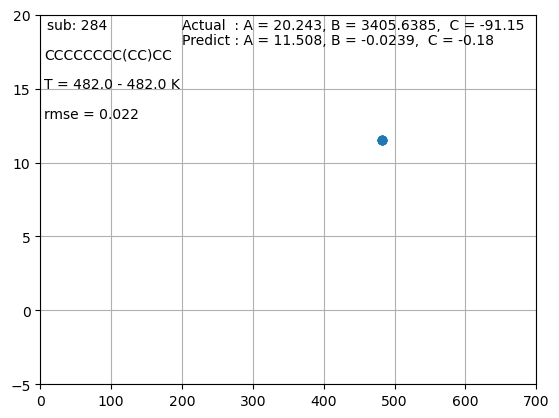 sub: 284
Actual  : A = 20.243, B = 3405.6385,  C = -91.15
Predict : A = 11.508, B = -0.0239,  C = -0.18
CCCCCCCC(CC)CC
T = 482.0 - 482.0 K
rmse = 0.022
20
15
10
5
0
−5
0 100 200 300 400 500 600 700